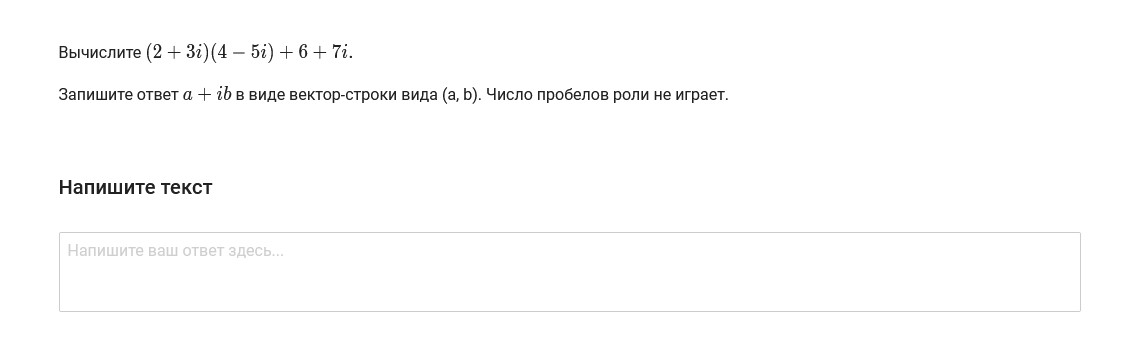 Вычислите (2 + 3i)(4 − 5i) + 6 + 7i.
Запишите ответ a + ib в виде вектор-строки вида (a, b). Число пробелов роли не играет.
Напишите текст
Напишите ваш ответ здесь...